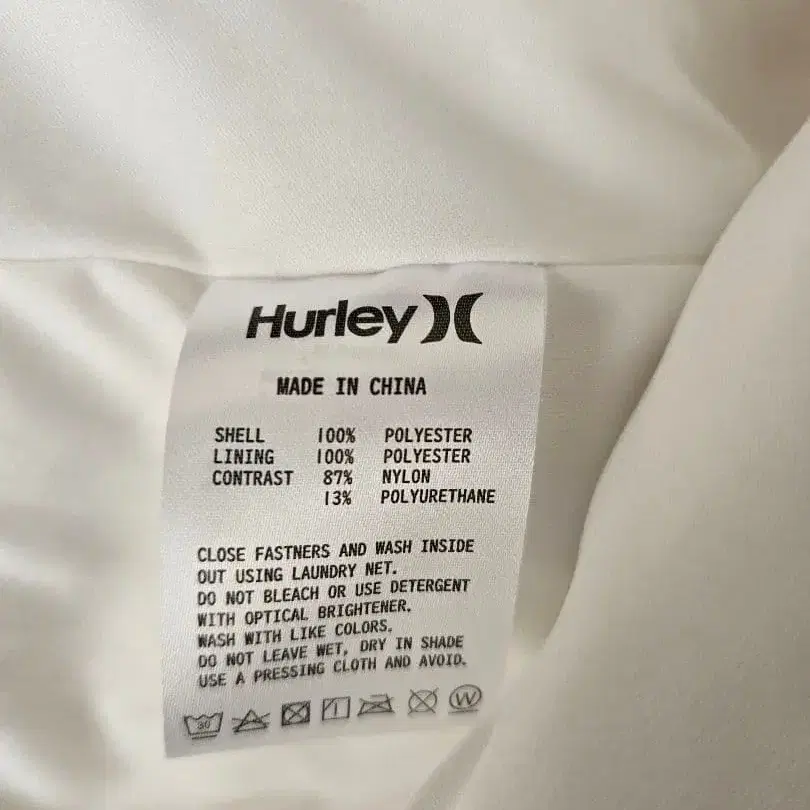 Hurley
MADE IN CHINA
SHELL 100% POLYESTER
LINING 100% POLYESTER
CONTRAST 87% NYLON
13% POLYURETHANE
CLOSE FASTNERS AND WASH INSIDE
OUT USING LAUNDRY NET.
DO NOT BLEACH OR USE DETERGENT
WITH OPTICAL BRIGHTENER.
WASH WITH LIKE COLORS.
DO NOT LEAVE WET, DRY IN SHADE
USE A PRESSING CLOTH AND AVOID.
30 W